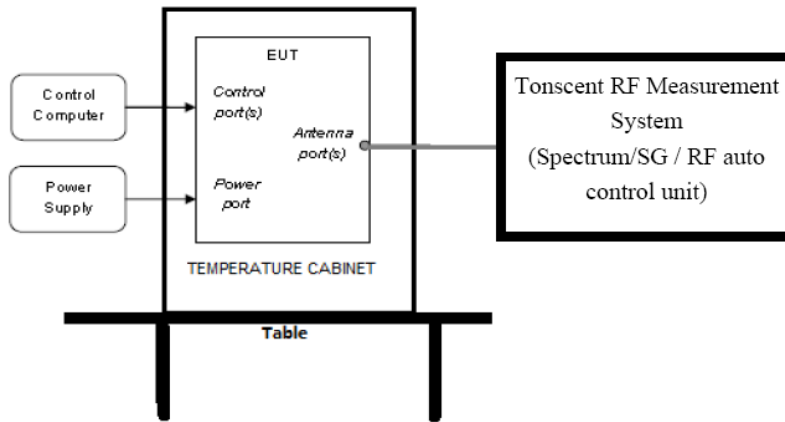 EUT
Control
Computer
Control
port(s)
Antenna
port(s)
Power
Supply
Power
port
TEMPERATURE CABINET
Table
Tonscent RF Measurement
System
(Spectrum/SG / RF auto
control unit)